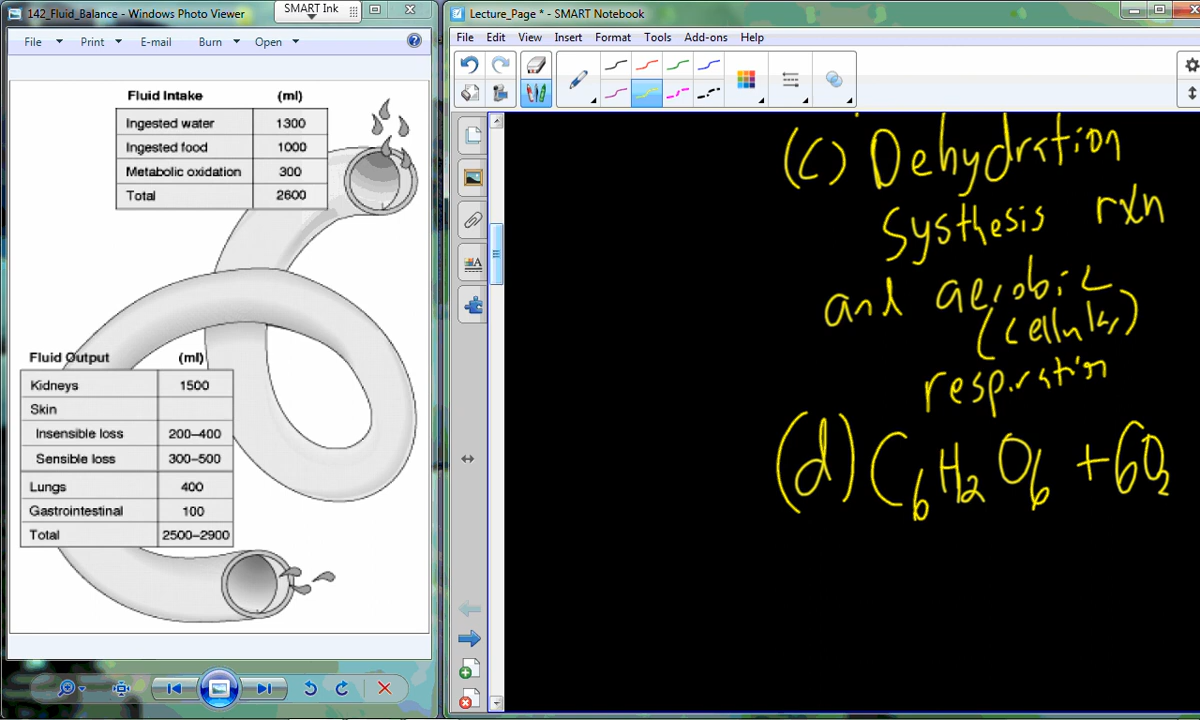 142_Fluid_Balance - Windows Photo Viewer
SMART Ink
File Print E-mail Burn Open
Fluid Intake (ml)
Ingested water 1300
Ingested food 1000
Metabolic oxidation 300
Total 2600
Fluid Output (ml)
Kidneys 1500
Skin
Insensible loss 200–400
Sensible loss 300–500
Lungs 400
Gastrointestinal 100
Total 2500–2900
Lecture_Page * - SMART Notebook
File Edit View Insert Format Tools Add-ons Help
(c) Dehydration
Synthesis rxn
and aerobic
(cellular)
respiration
(d) C6H2O6 + 6O2